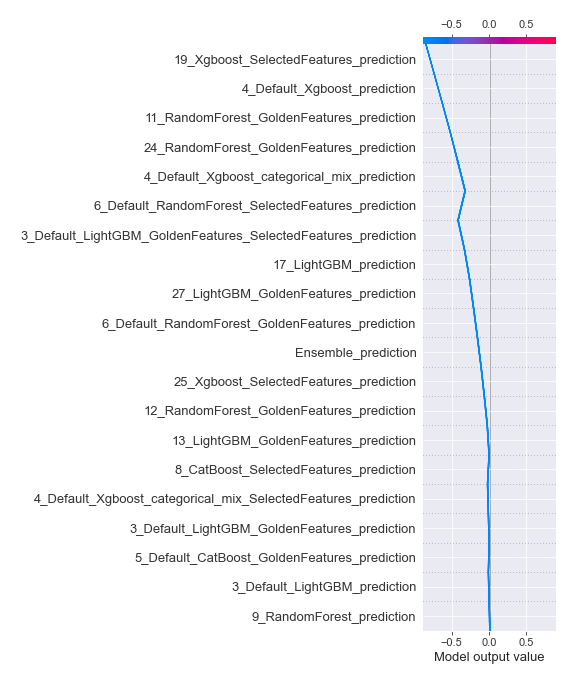 −0.5 0.0 0.5
19_Xgboost_SelectedFeatures_prediction
4_Default_Xgboost_prediction
11_RandomForest_GoldenFeatures_prediction
24_RandomForest_GoldenFeatures_prediction
4_Default_Xgboost_categorical_mix_prediction
6_Default_RandomForest_SelectedFeatures_prediction
3_Default_LightGBM_GoldenFeatures_SelectedFeatures_prediction
17_LightGBM_prediction
27_LightGBM_GoldenFeatures_prediction
6_Default_RandomForest_GoldenFeatures_prediction
Ensemble_prediction
25_Xgboost_SelectedFeatures_prediction
12_RandomForest_GoldenFeatures_prediction
13_LightGBM_GoldenFeatures_prediction
8_CatBoost_SelectedFeatures_prediction
4_Default_Xgboost_categorical_mix_SelectedFeatures_prediction
3_Default_LightGBM_GoldenFeatures_prediction
5_Default_CatBoost_GoldenFeatures_prediction
3_Default_LightGBM_prediction
9_RandomForest_prediction
−0.5 0.0 0.5
Model output value